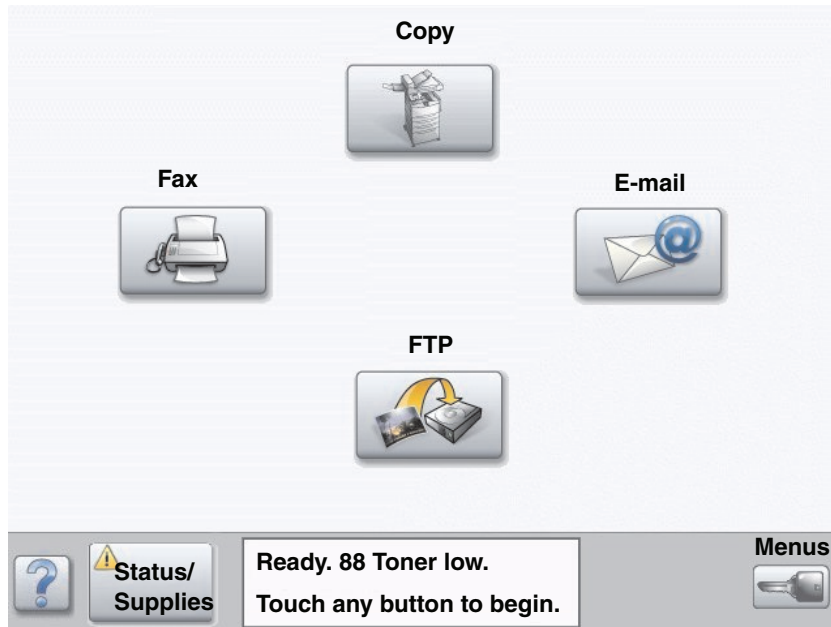 Copy
Fax
E-mail
FTP
Status/
Supplies
Ready. 88 Toner low.
Touch any button to begin.
Menus